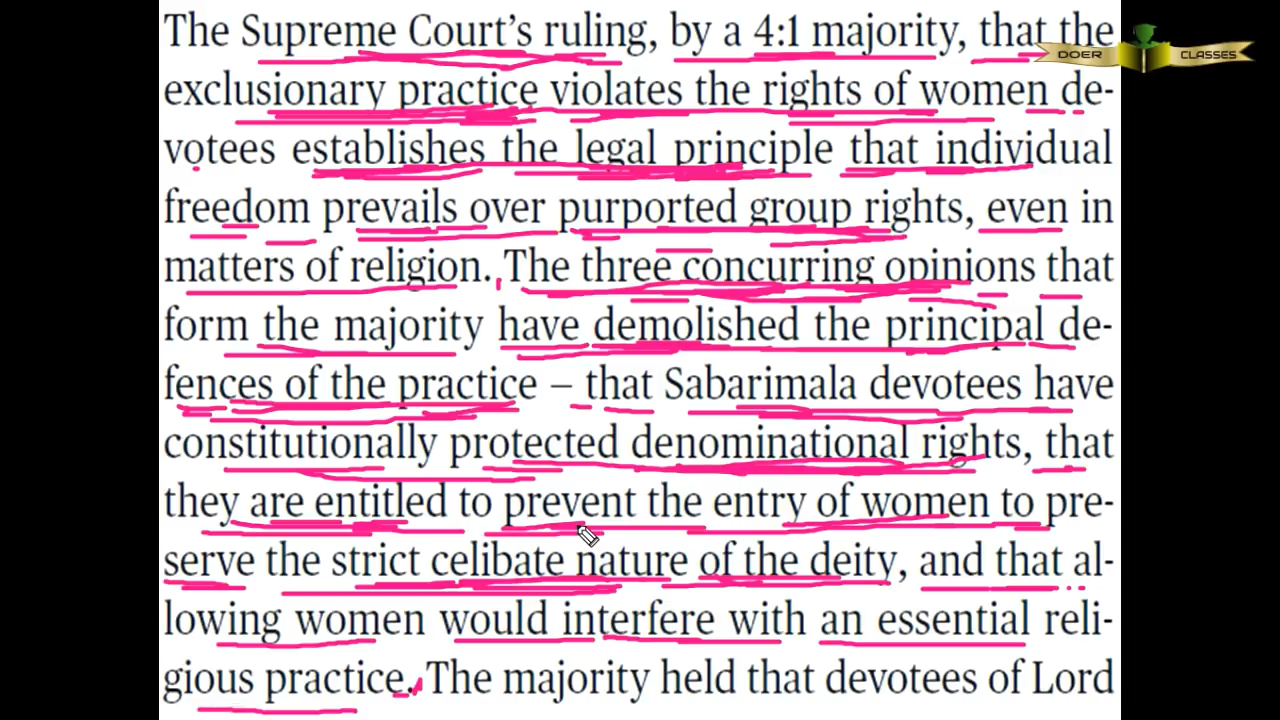 The Supreme Court's ruling, by a 4:1 majority, that the
DOER CLASSES
exclusionary practice violates the rights of women de-
votees establishes the legal principle that individual
freedom prevails over purported group rights, even in
matters of religion. The three concurring opinions that
form the majority have demolished the principal de-
fences of the practice – that Sabarimala devotees have
constitutionally protected denominational rights, that
they are entitled to prevent the entry of women to pre-
serve the strict celibate nature of the deity, and that al-
lowing women would interfere with an essential reli-
gious practice. The majority held that devotees of Lord